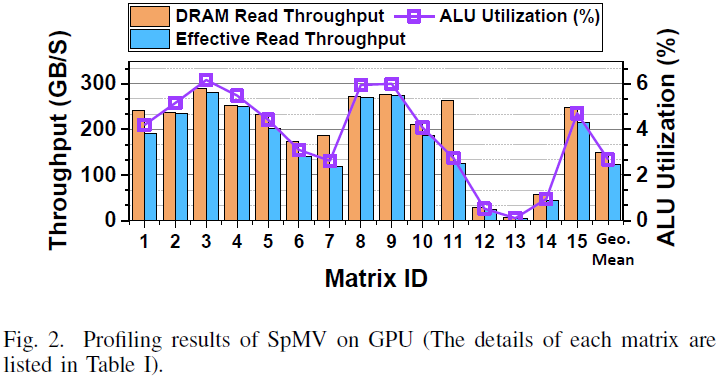 DRAM Read Throughput ALU Utilization (%)
Effective Read Throughput
Throughput (GB/S)
300
200
100
0
ALU Utilization (%)
6
4
2
0
1 2 3 4 5 6 7 8 9 10 11 12 13 14 15 Geo.
Mean
Matrix ID
Fig. 2. Profiling results of SpMV on GPU (The details of each matrix are
listed in Table I).